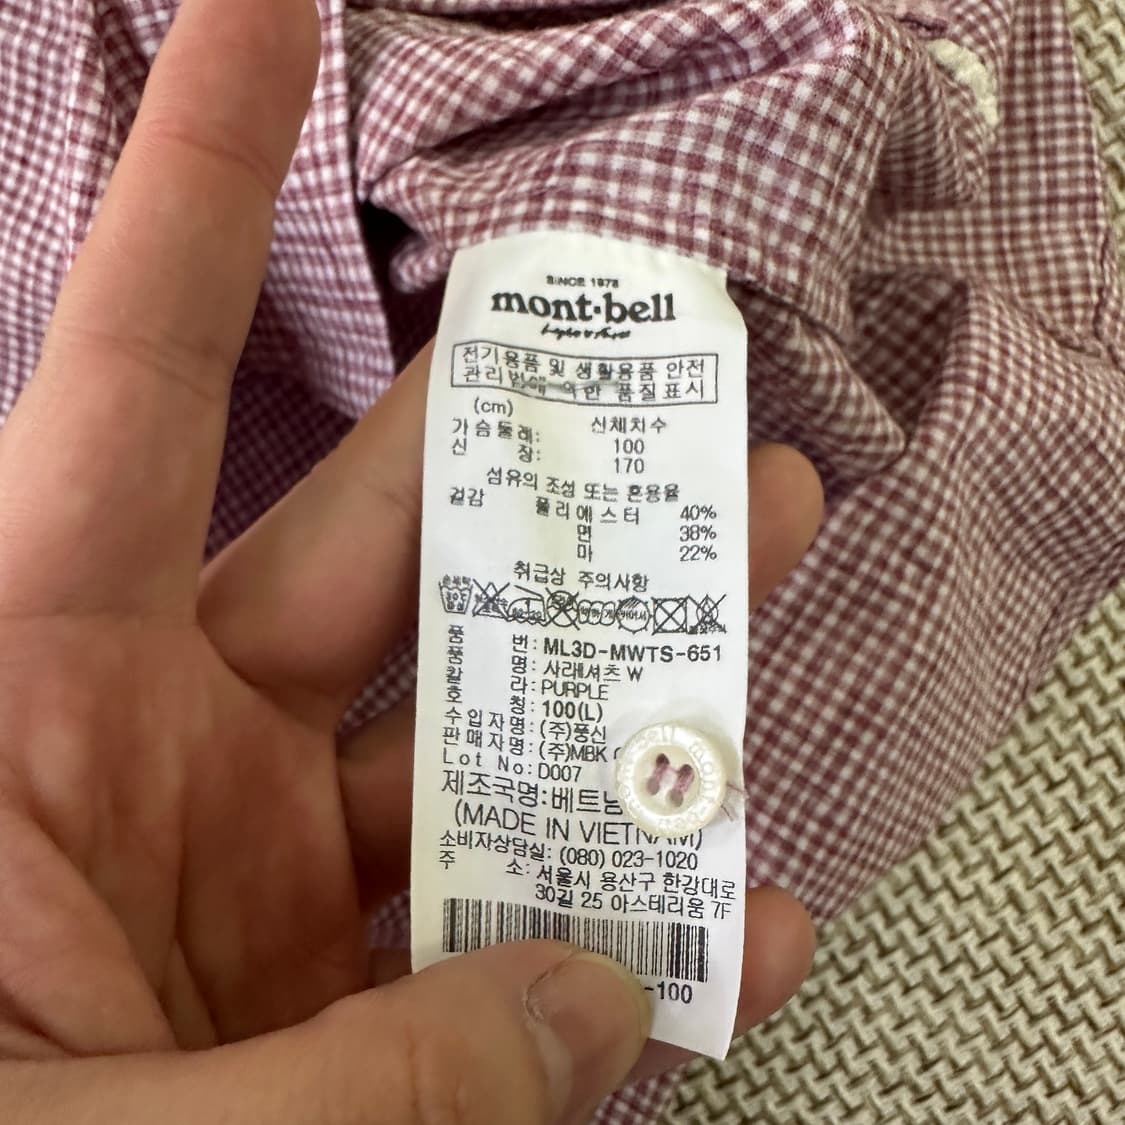 SINCE 1975
mont·bell
전기용품 및 생활용품 안전
관리법에 의한 품질표시
(cm) 신체치수
가슴둘레: 100
신 장: 170
섬유의 조성 또는 혼용율
겉감 폴리에스터 40%
면 38%
마 22%
취급상 주의사항
손세탁
30℃
중성
품 번: ML3D-MWTS-651
품 명: 사라셔츠 W
칼 라: PURPLE
호 칭: 100(L)
수입자명: (주)풍신
판매자명: (주)MBK
Lot No: D007
제조국명: 베트남
(MADE IN VIETNAM)
소비자상담실: (080) 023-1020
주 소: 서울시 용산구 한강대로
30길 25 아스테리움 7F
-100